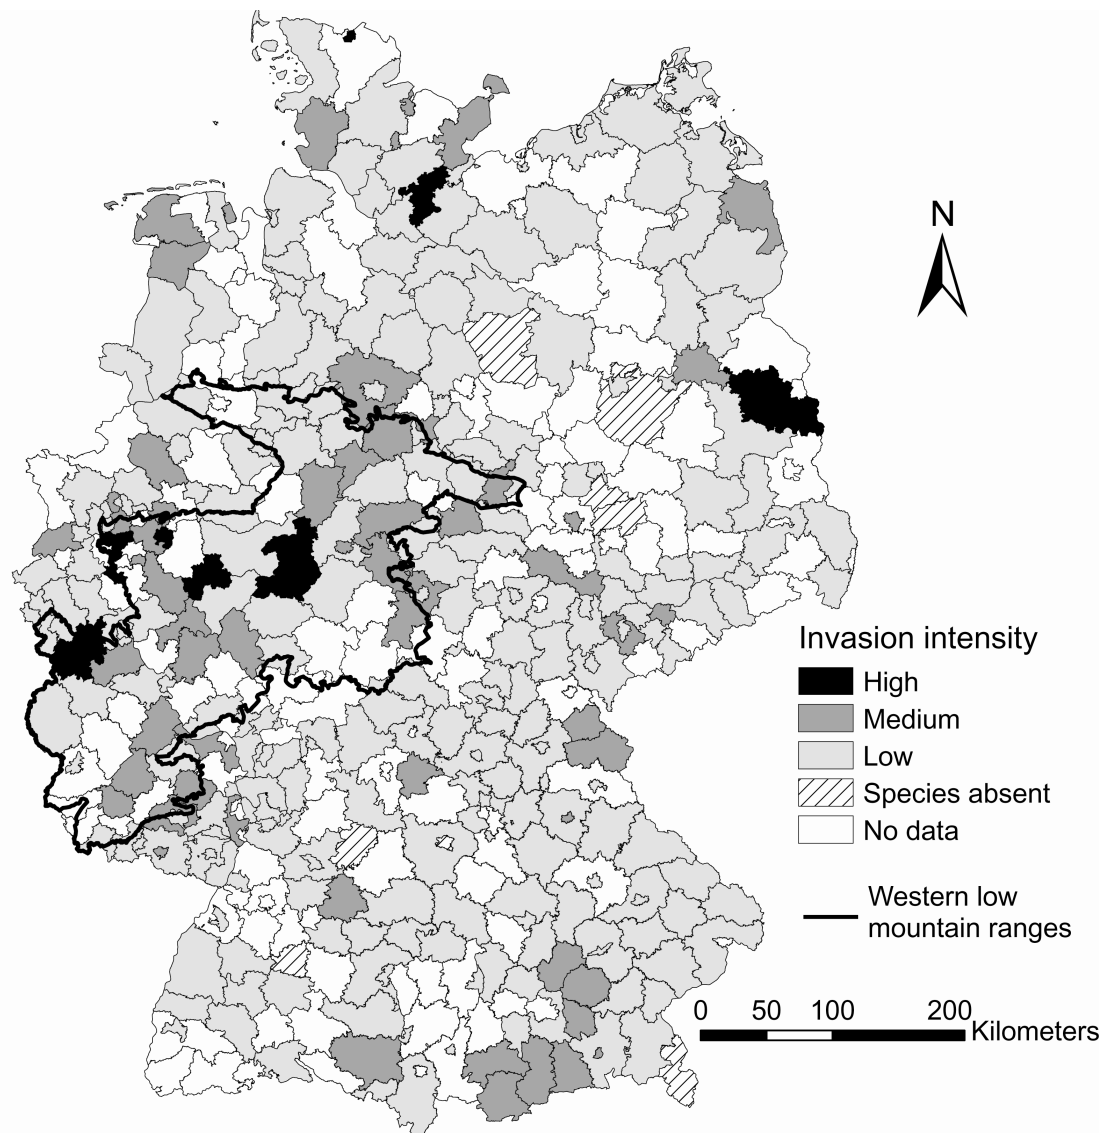 N
Invasion intensity
High
Medium
Low
Species absent
No data
Western low
mountain ranges
0 50 100 200
Kilometers